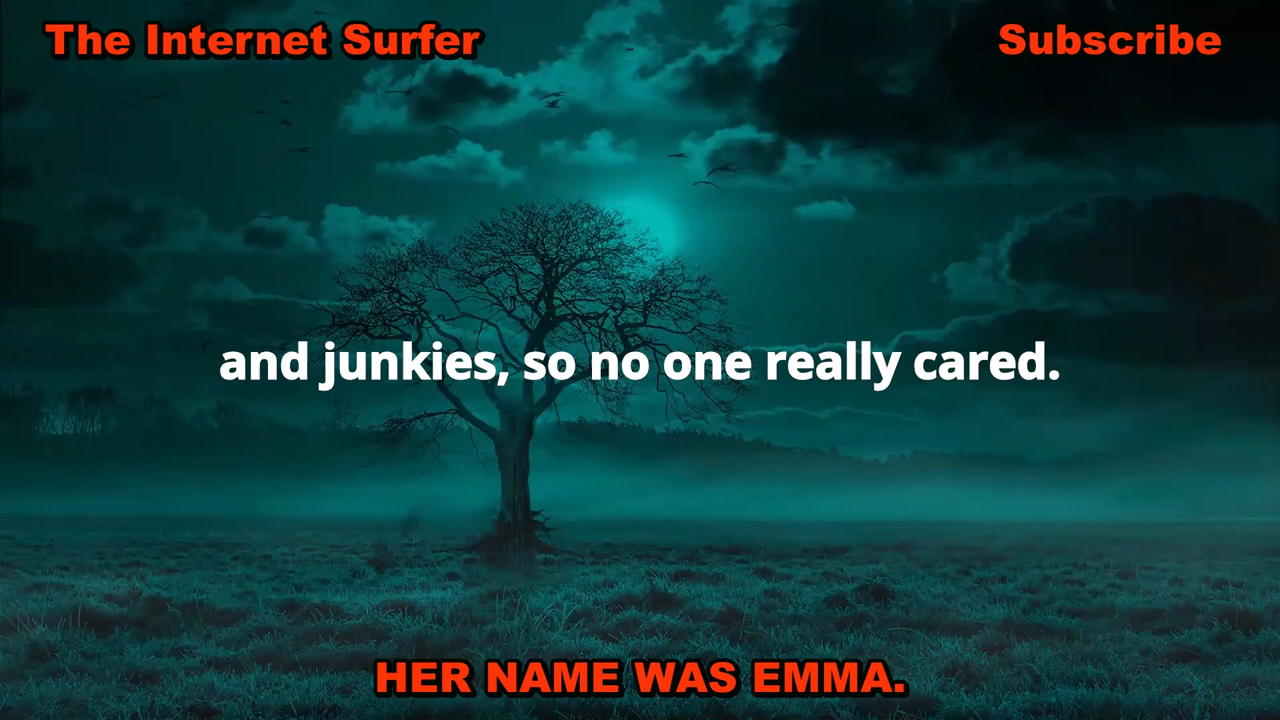 The Internet Surfer
Subscribe
and junkies, so no one really cared.
HER NAME WAS EMMA.